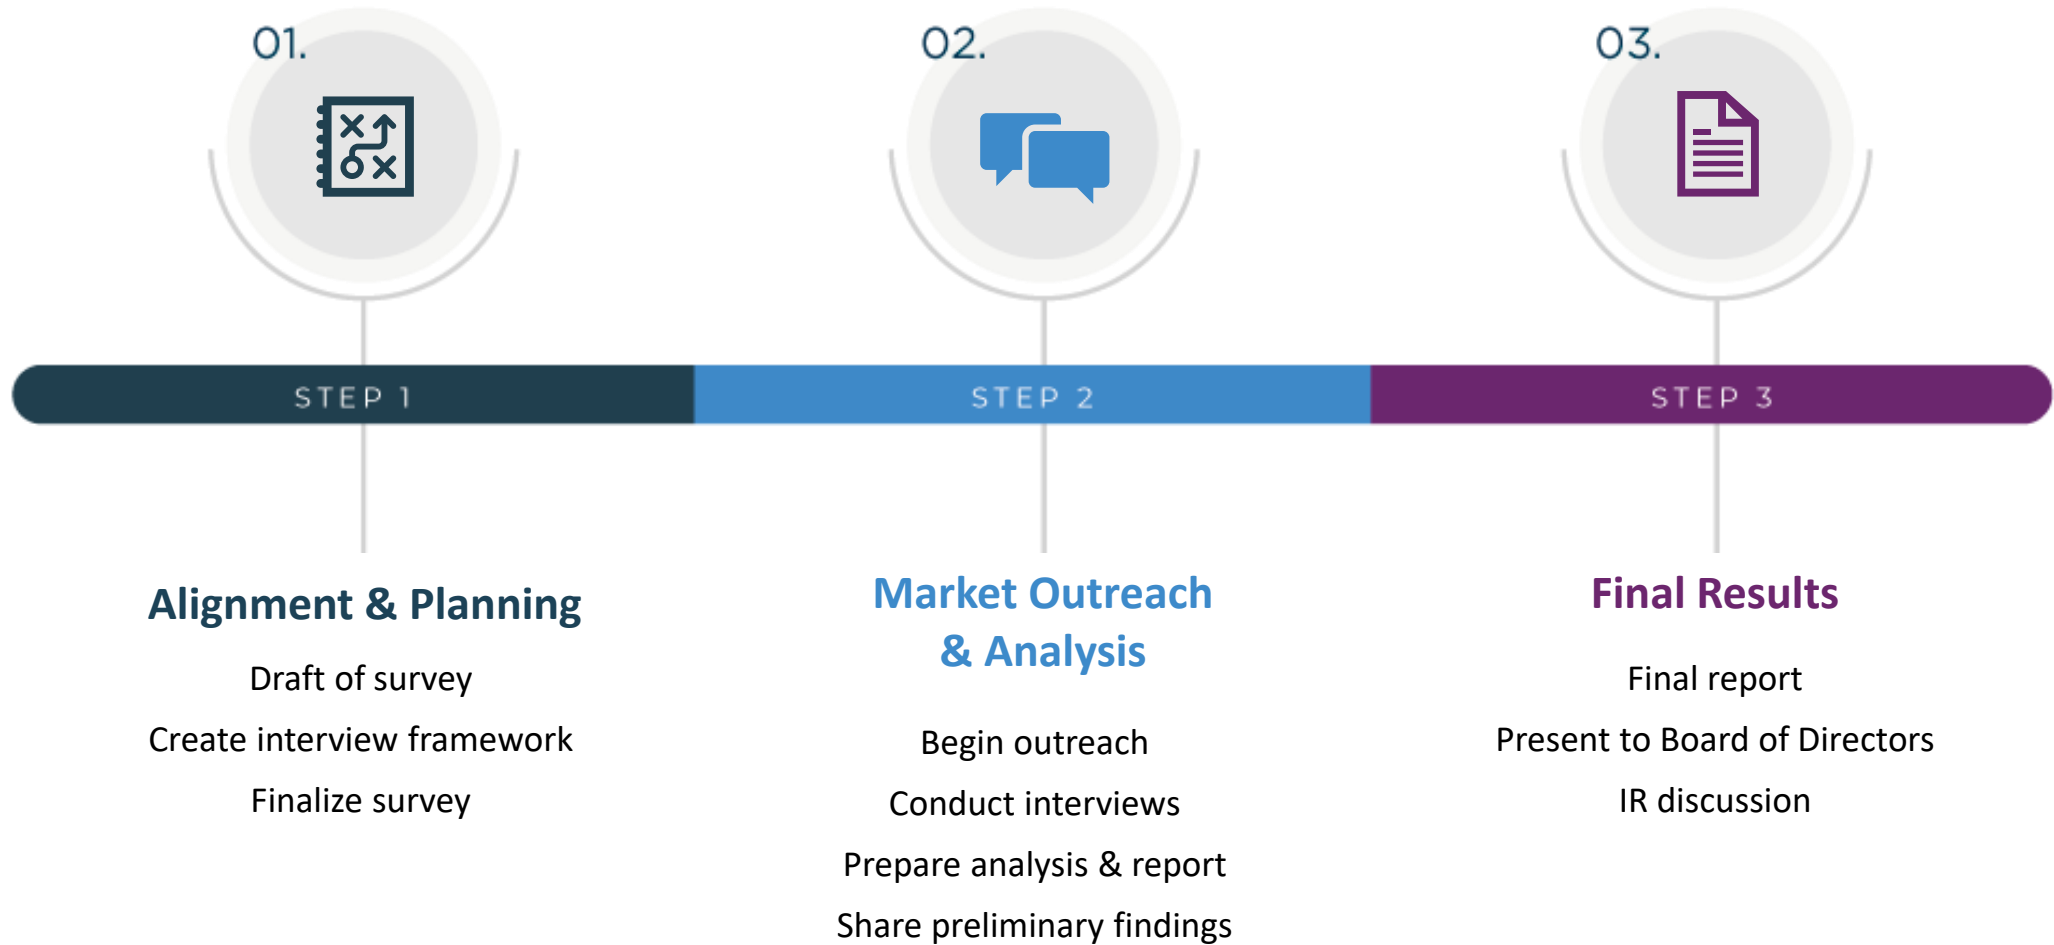 01.
02.
03.
STEP 1
STEP 2
STEP 3
Alignment & Planning
Draft of survey
Create interview framework
Finalize survey
Market Outreach
& Analysis
Begin outreach
Conduct interviews
Prepare analysis & report
Share preliminary findings
Final Results
Final report
Present to Board of Directors
IR discussion